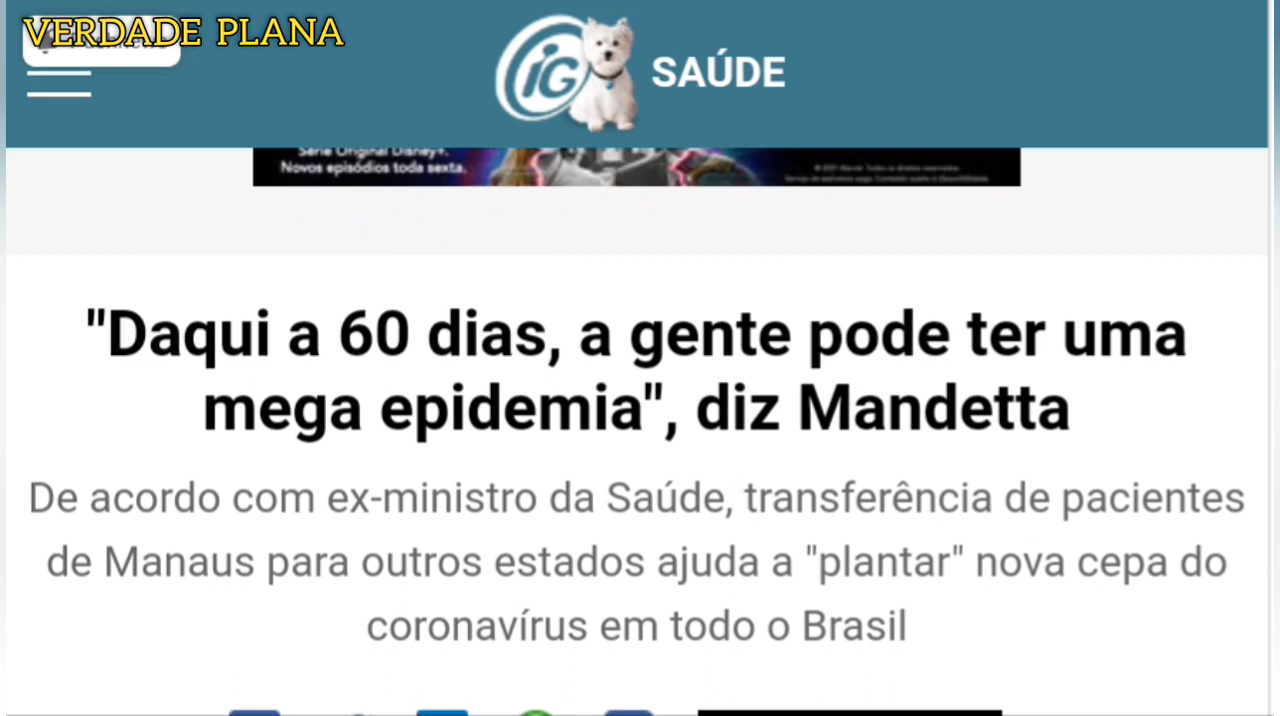 VERDADE PLANA
iG SAÚDE
Série Original Disney+.
Novos episódios toda sexta.
"Daqui a 60 dias, a gente pode ter uma
mega epidemia", diz Mandetta
De acordo com ex-ministro da Saúde, transferência de pacientes
de Manaus para outros estados ajuda a "plantar" nova cepa do
coronavírus em todo o Brasil